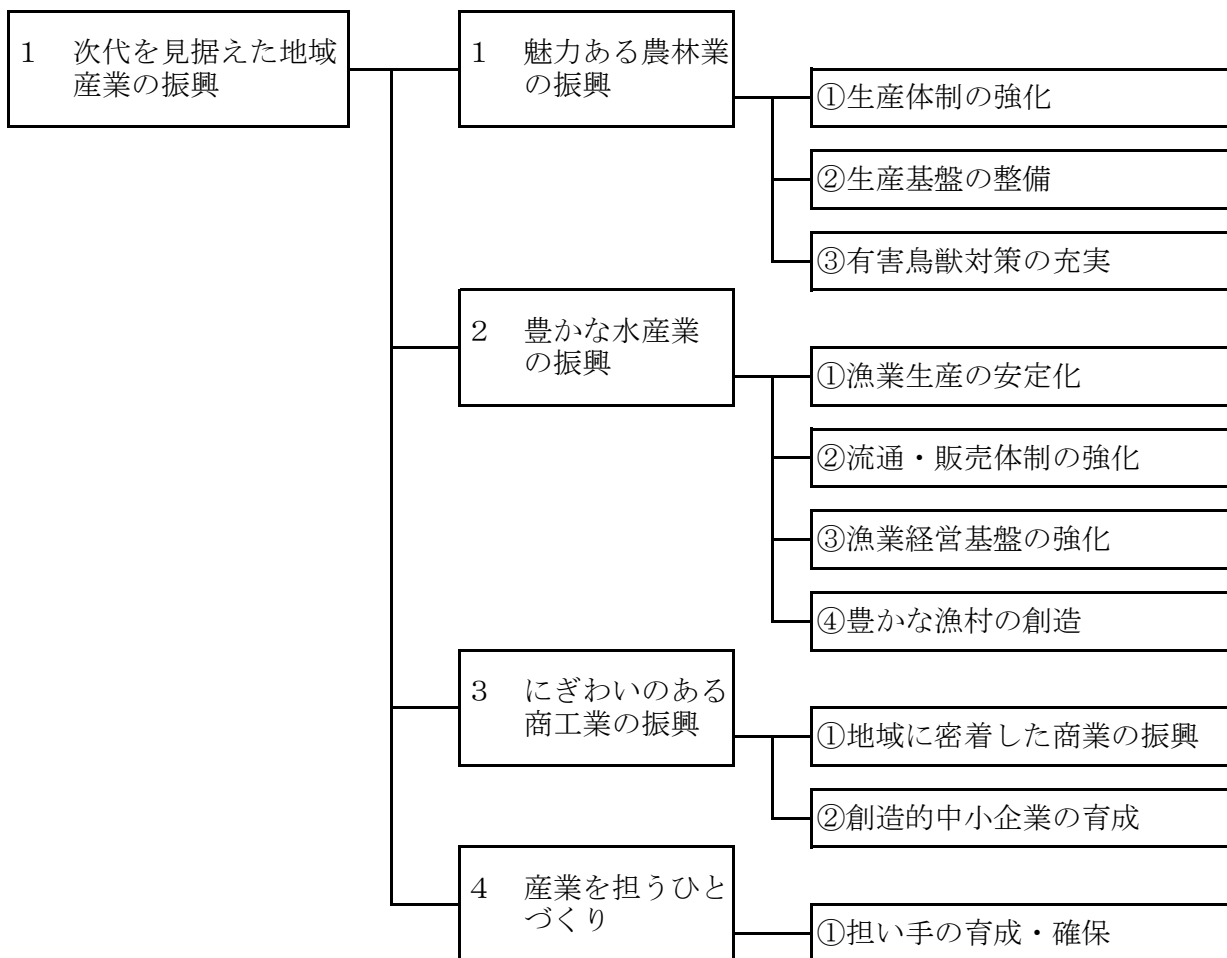 1 次代を見据えた地域
産業の振興
1 魅力ある農林業
の振興
①生産体制の強化
②生産基盤の整備
③有害鳥獣対策の充実
2 豊かな水産業
の振興
①漁業生産の安定化
②流通・販売体制の強化
③漁業経営基盤の強化
④豊かな漁村の創造
3 にぎわいのある
商工業の振興
①地域に密着した商業の振興
②創造的中小企業の育成
4 産業を担うひと
づくり
①担い手の育成・確保